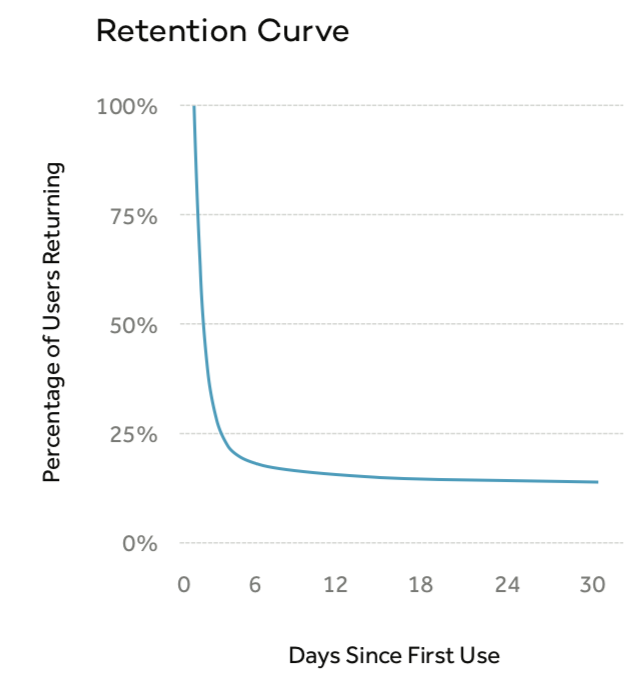 Retention Curve
100%
75%
50%
25%
0%
Percentage of Users Returning
0 6 12 18 24 30
Days Since First Use